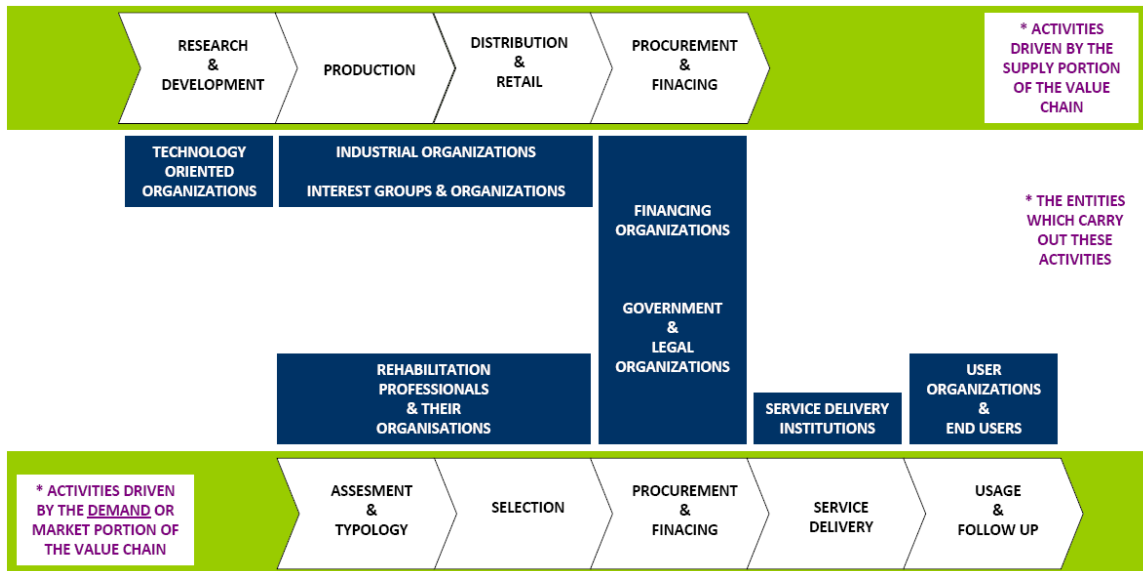 RESEARCH
&
DEVELOPMENT
PRODUCTION
DISTRIBUTION
&
RETAIL
PROCUREMENT
&
FINACING
* ACTIVITIES
DRIVEN BY THE
SUPPLY PORTION
OF THE VALUE
CHAIN
TECHNOLOGY
ORIENTED
ORGANIZATIONS
INDUSTRIAL ORGANIZATIONS
INTEREST GROUPS & ORGANIZATIONS
FINANCING
ORGANIZATIONS
GOVERNMENT
&
LEGAL
ORGANIZATIONS
* THE ENTITIES
WHICH CARRY
OUT THESE
ACTIVITIES
REHABILITATION
PROFESSIONALS
& THEIR
ORGANISATIONS
SERVICE DELIVERY
INSTITUTIONS
USER
ORGANIZATIONS
&
END USERS
* ACTIVITIES DRIVEN
BY THE DEMAND OR
MARKET PORTION OF
THE VALUE CHAIN
ASSESMENT
&
TYPOLOGY
SELECTION
PROCUREMENT
&
FINACING
SERVICE
DELIVERY
USAGE
&
FOLLOW UP